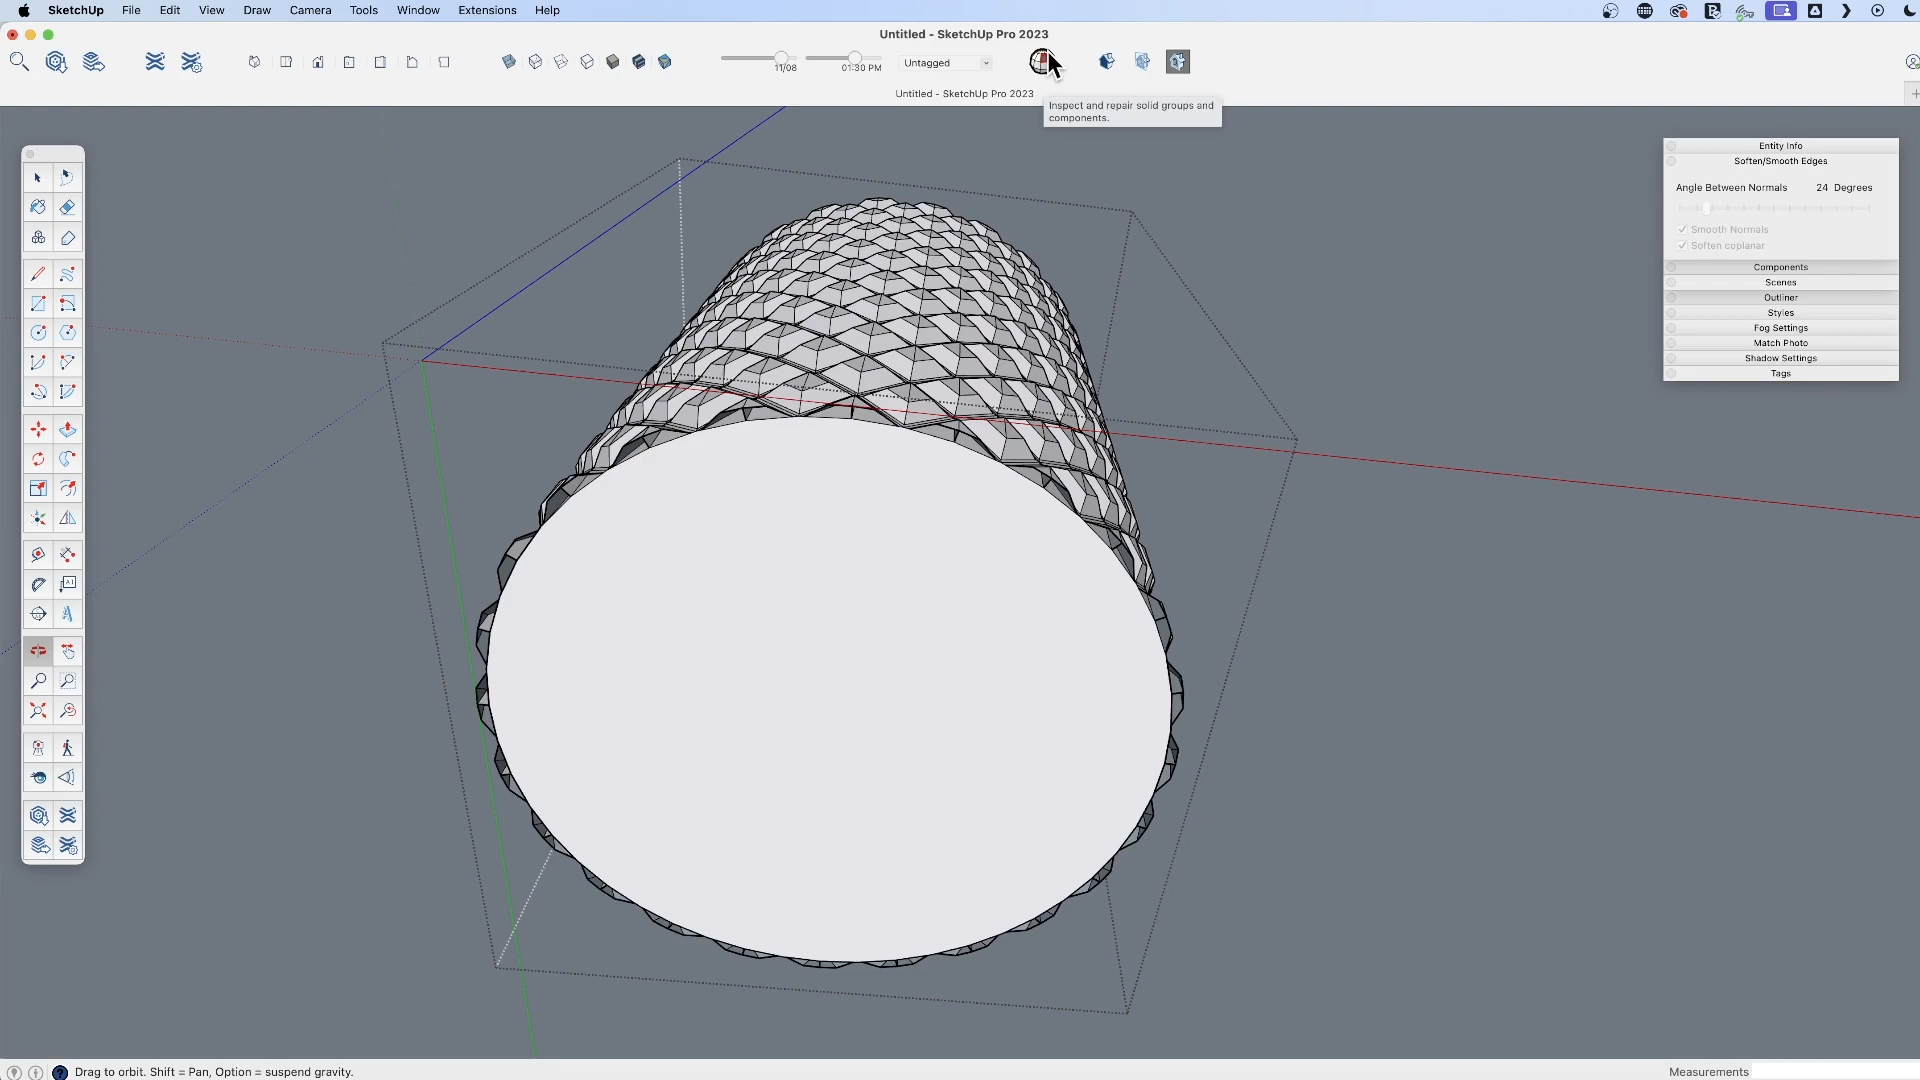 SketchUp File Edit View Draw Camera Tools Window Extensions Help
Untitled - SketchUp Pro 2023
11/08
01:30 PM
Untagged
Untitled - SketchUp Pro 2023
Inspect and repair solid groups and
components.
Entity Info
Soften/Smooth Edges
Angle Between Normals 24 Degrees
Smooth Normals
Soften coplanar
Components
Scenes
Outliner
Styles
Fog Settings
Match Photo
Shadow Settings
Tags
Drag to orbit. Shift = Pan, Option = suspend gravity.
Measurements